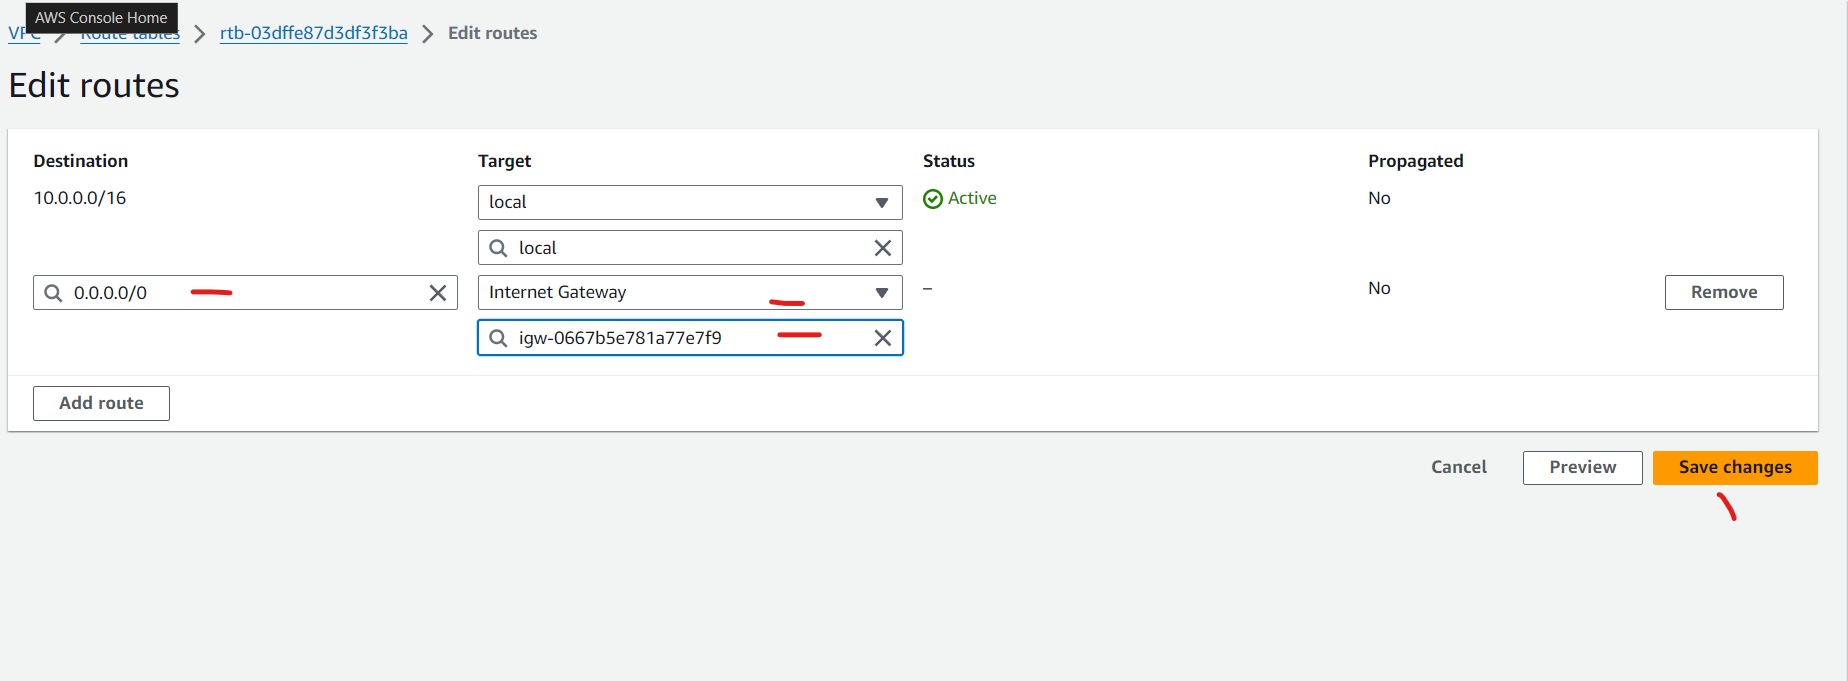 AWS Console Home
VPC > Route tables > rtb-03dffe87d3df3f3ba > Edit routes
Edit routes
Destination Target Status Propagated
10.0.0.0/16 local Active No
local
0.0.0.0/0 Internet Gateway – No Remove
igw-0667b5e781a77e7f9
Add route
Cancel Preview Save changes